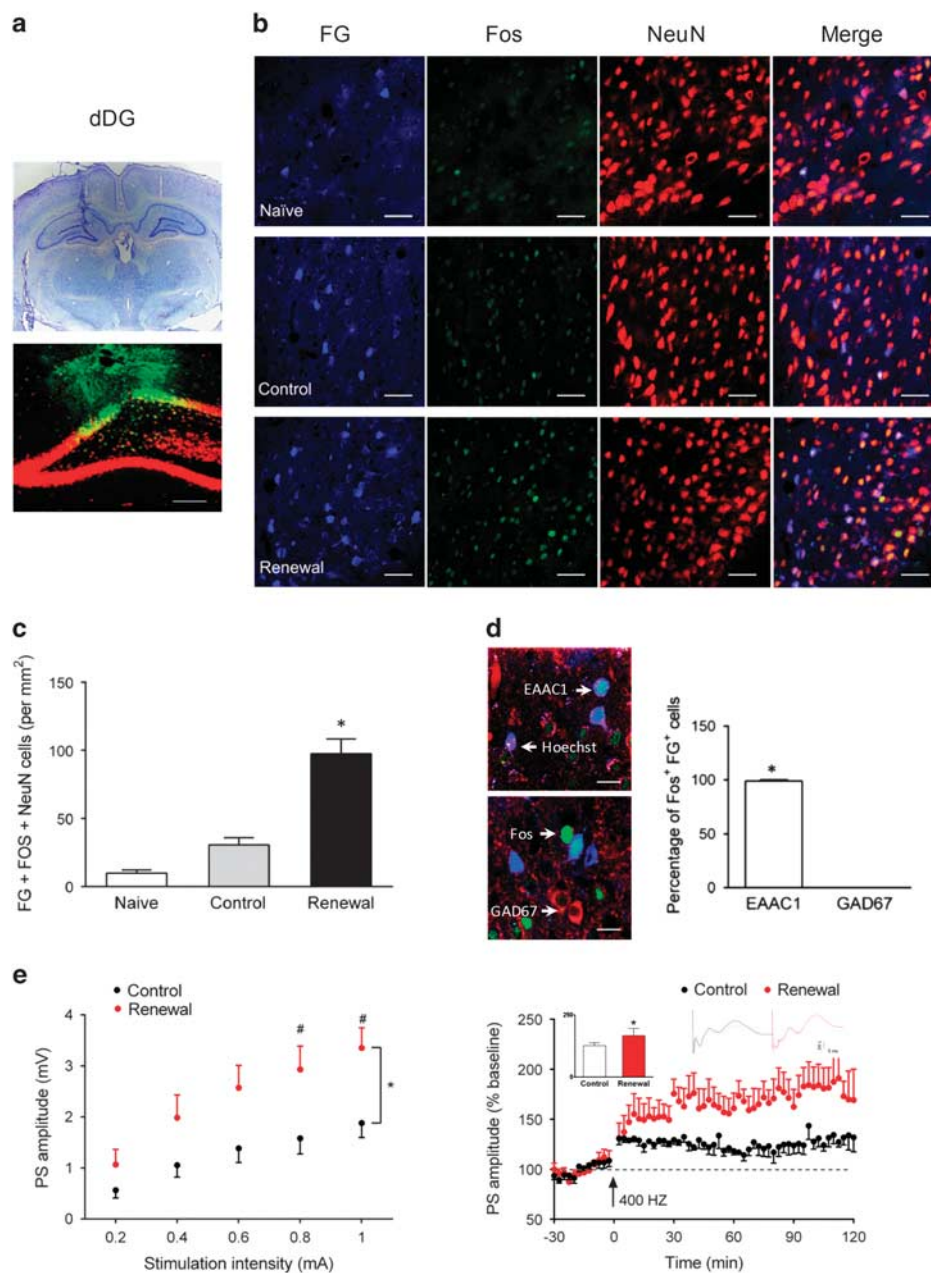 a
dDG
b
FG Fos NeuN Merge
Naïve
Control
Renewal
c
FG + FOS + NeuN cells (per mm²)
150
100
50
0
Naive Control Renewal
*
d
EAAC1
Hoechst
Fos
GAD67
Percentage of Fos⁺ FG⁺ cells
150
100
50
0
*
EAAC1 GAD67
e
Control
Renewal
PS amplitude (mV)
4
3
2
1
0
# #
*
0.2 0.4 0.6 0.8 1
Stimulation intensity (mA)
Control Renewal
PS amplitude (% baseline)
250
200
150
100
50
*
Control Renewal
400 HZ
-30 0 30 60 90 120
Time (min)